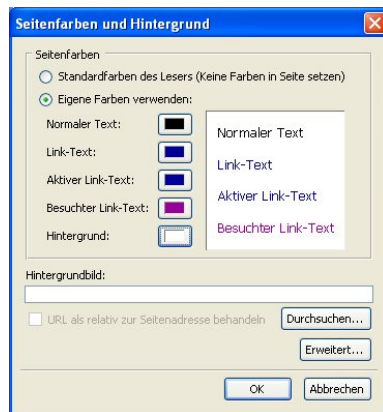 Seitenfarben und Hintergrund
Seitenfarben
Standardfarben des Lesers (Keine Farben in Seite setzen)
Eigene Farben verwenden:
Normaler Text:
Link-Text:
Aktiver Link-Text:
Besuchter Link-Text:
Hintergrund:
Normaler Text
Link-Text
Aktiver Link-Text
Besuchter Link-Text
Hintergrundbild:
URL als relativ zur Seitenadresse behandeln
Durchsuchen...
Erweitert...
OK
Abbrechen